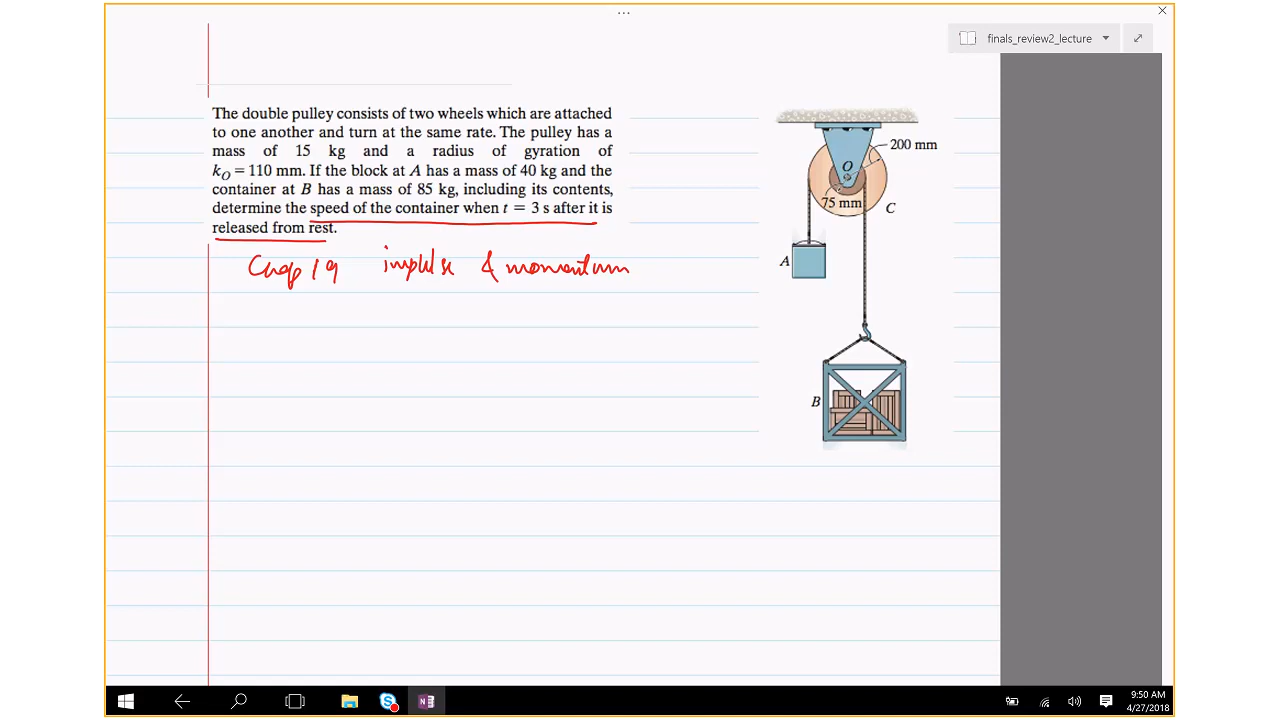 ...
finals_review2_lecture
The double pulley consists of two wheels which are attached
to one another and turn at the same rate. The pulley has a
mass of 15 kg and a radius of gyration of
kO = 110 mm. If the block at A has a mass of 40 kg and the
container at B has a mass of 85 kg, including its contents,
determine the speed of the container when t = 3 s after it is
released from rest.
Chap 19 impulse & momentum
O
200 mm
75 mm
C
A
B
N
9:50 AM
4/27/2018